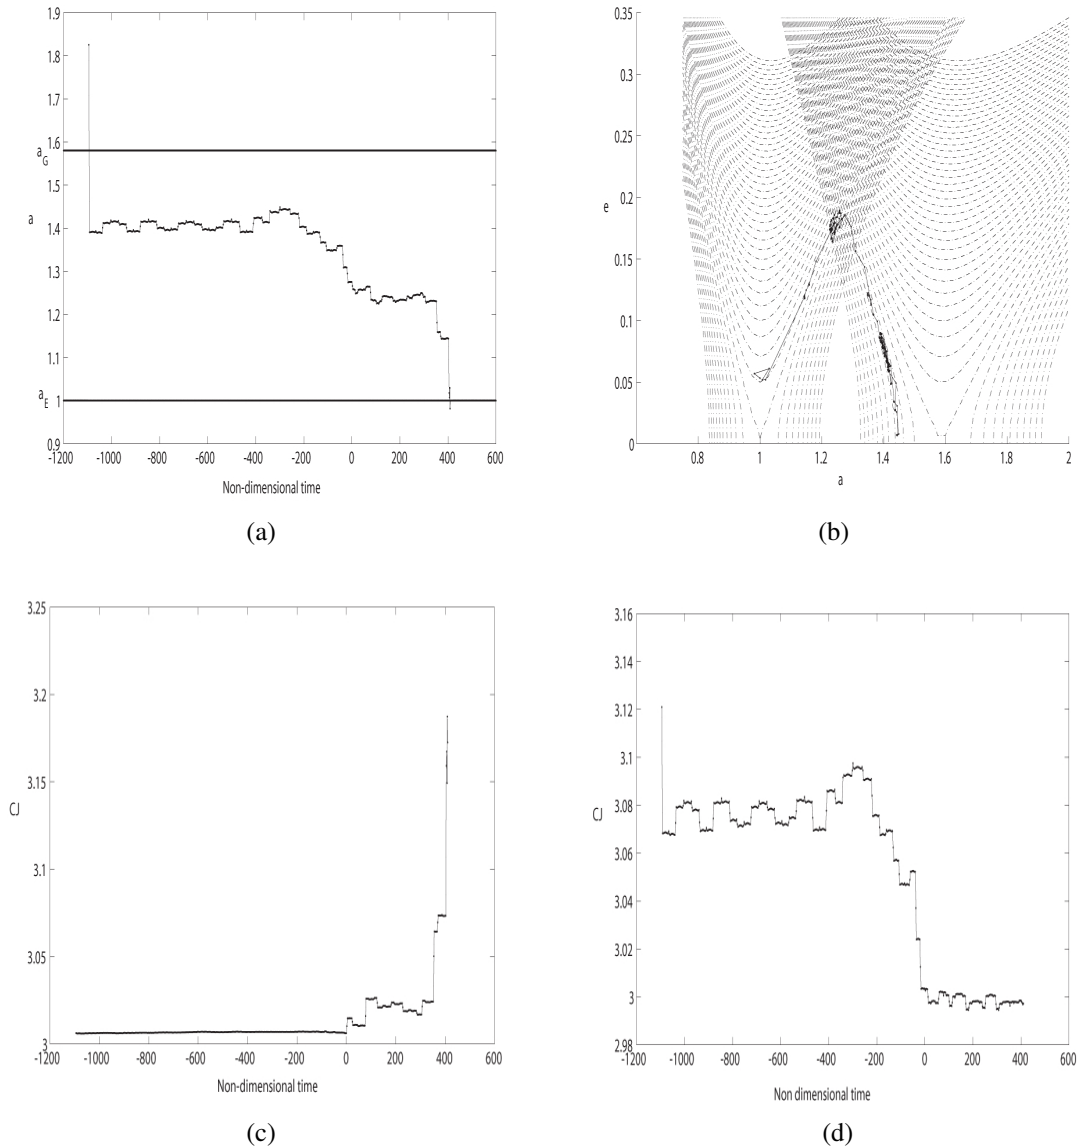 1.9
1.8
1.7
1.6
a_G
1.5
a
1.4
1.3
1.2
1.1
a_E 1
0.9
-1200 -1000 -800 -600 -400 -200 0 200 400 600
Non-dimensional time
(a)
0.35
0.3
0.25
e 0.2
0.15
0.1
0.05
0
0.8 1 1.2 1.4 1.6 1.8 2
a
(b)
3.25
3.2
3.15
CJ
3.1
3.05
3
-1200 -1000 -800 -600 -400 -200 0 200 400 600
Non-dimensional time
(c)
3.16
3.14
3.12
3.1
CJ 3.08
3.06
3.04
3.02
3
2.98
-1200 -1000 -800 -600 -400 -200 0 200 400 600
Non dimensional time
(d)